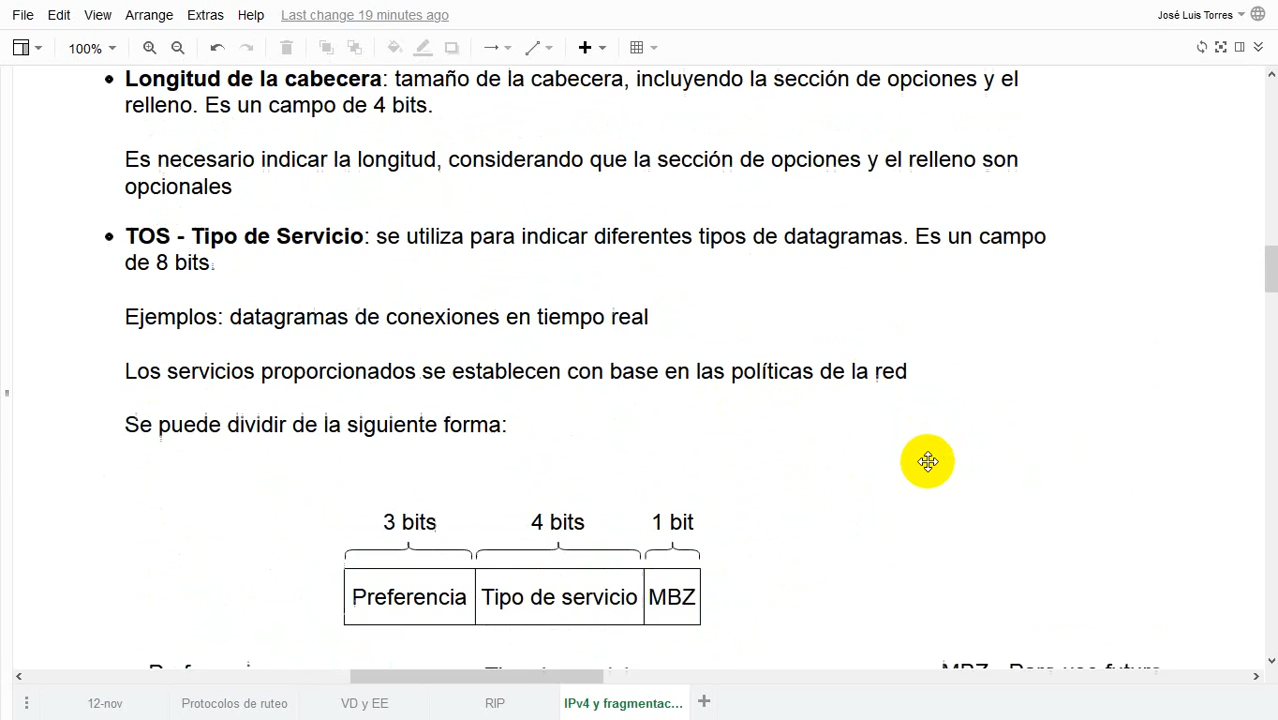 File Edit View Arrange Extras Help Last change 19 minutes ago José Luis Torres
100%
Longitud de la cabecera: tamaño de la cabecera, incluyendo la sección de opciones y el
relleno. Es un campo de 4 bits.
Es necesario indicar la longitud, considerando que la sección de opciones y el relleno son
opcionales
TOS - Tipo de Servicio: se utiliza para indicar diferentes tipos de datagramas. Es un campo
de 8 bits.
Ejemplos: datagramas de conexiones en tiempo real
Los servicios proporcionados se establecen con base en las políticas de la red
Se puede dividir de la siguiente forma:
3 bits 4 bits 1 bit
Preferencia Tipo de servicio MBZ
MBZ - Para uso futuro
12-nov Protocolos de ruteo VD y EE RIP IPv4 y fragmentac...